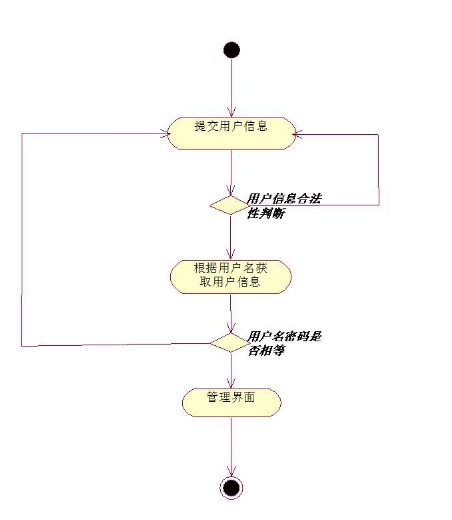 提交用户信息
用户信息合法
性判断
根据用户名获
取用户信息
用户名密码是
否相等
管理界面